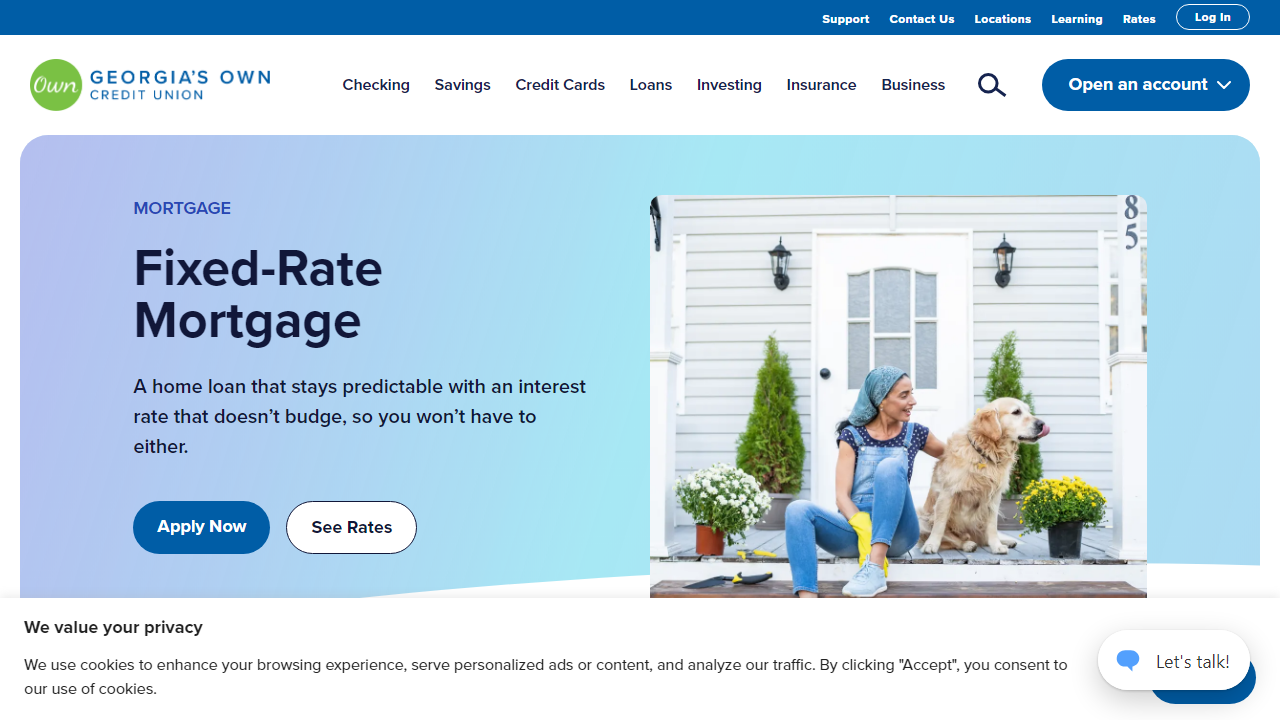 Support Contact Us Locations Learning Rates Log In
Own GEORGIA'S OWN
CREDIT UNION
Checking Savings Credit Cards Loans Investing Insurance Business Open an account
MORTGAGE
Fixed-Rate
Mortgage
A home loan that stays predictable with an interest
rate that doesn’t budge, so you won’t have to
either.
Apply Now See Rates
8
5
We value your privacy
We use cookies to enhance your browsing experience, serve personalized ads or content, and analyze our traffic. By clicking "Accept", you consent to
our use of cookies.
Let's talk!